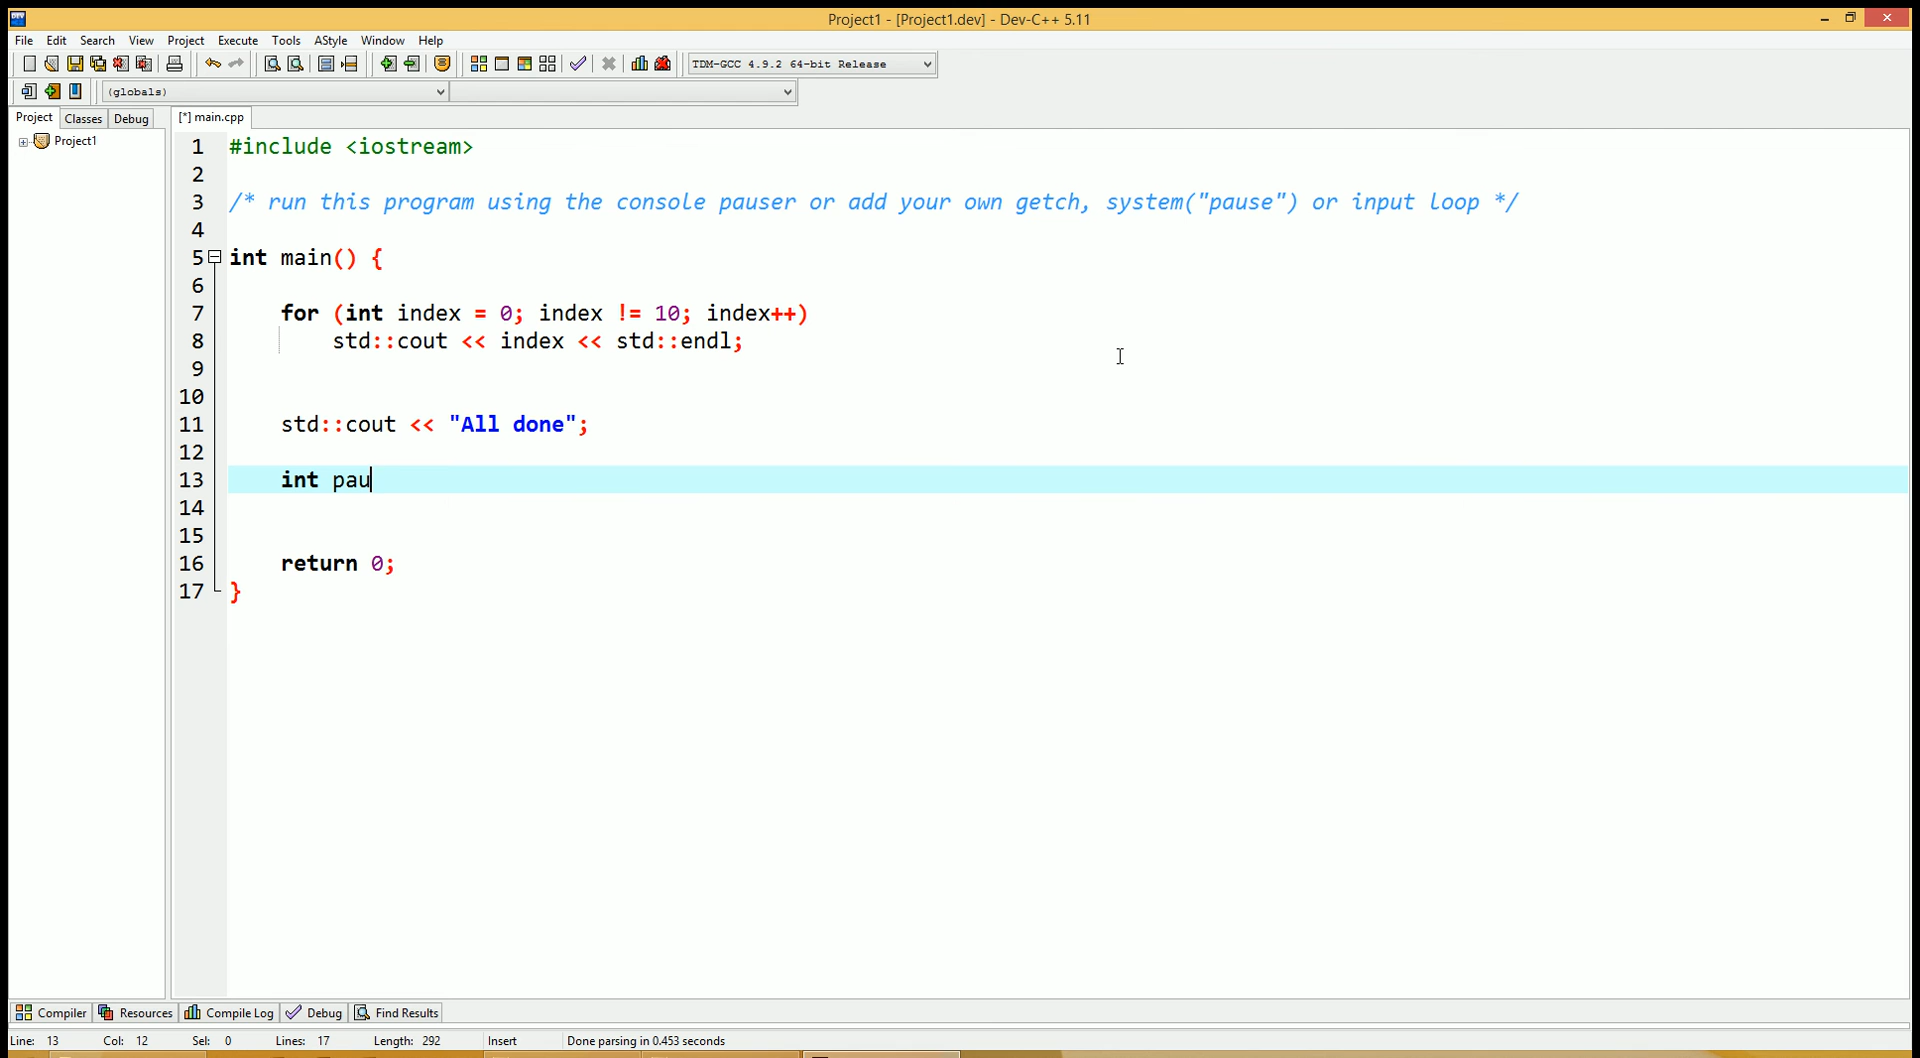 Project1 - [Project1.dev] - Dev-C++ 5.11
File Edit Search View Project Execute Tools AStyle Window Help
TDM-GCC 4.9.2 64-bit Release
(globals)
Project Classes Debug [*] main.cpp
Project1
1 #include <iostream>
2
3 /* run this program using the console pauser or add your own getch, system("pause") or input loop */
4
5 int main() {
6
7 for (int index = 0; index != 10; index++)
8 std::cout << index << std::endl;
9
10
11 std::cout << "All done";
12
13 int pau
14
15
16 return 0;
17 }
Compiler Resources Compile Log Debug Find Results
Line: 13 Col: 12 Sel: 0 Lines: 17 Length: 292 Insert Done parsing in 0.453 seconds